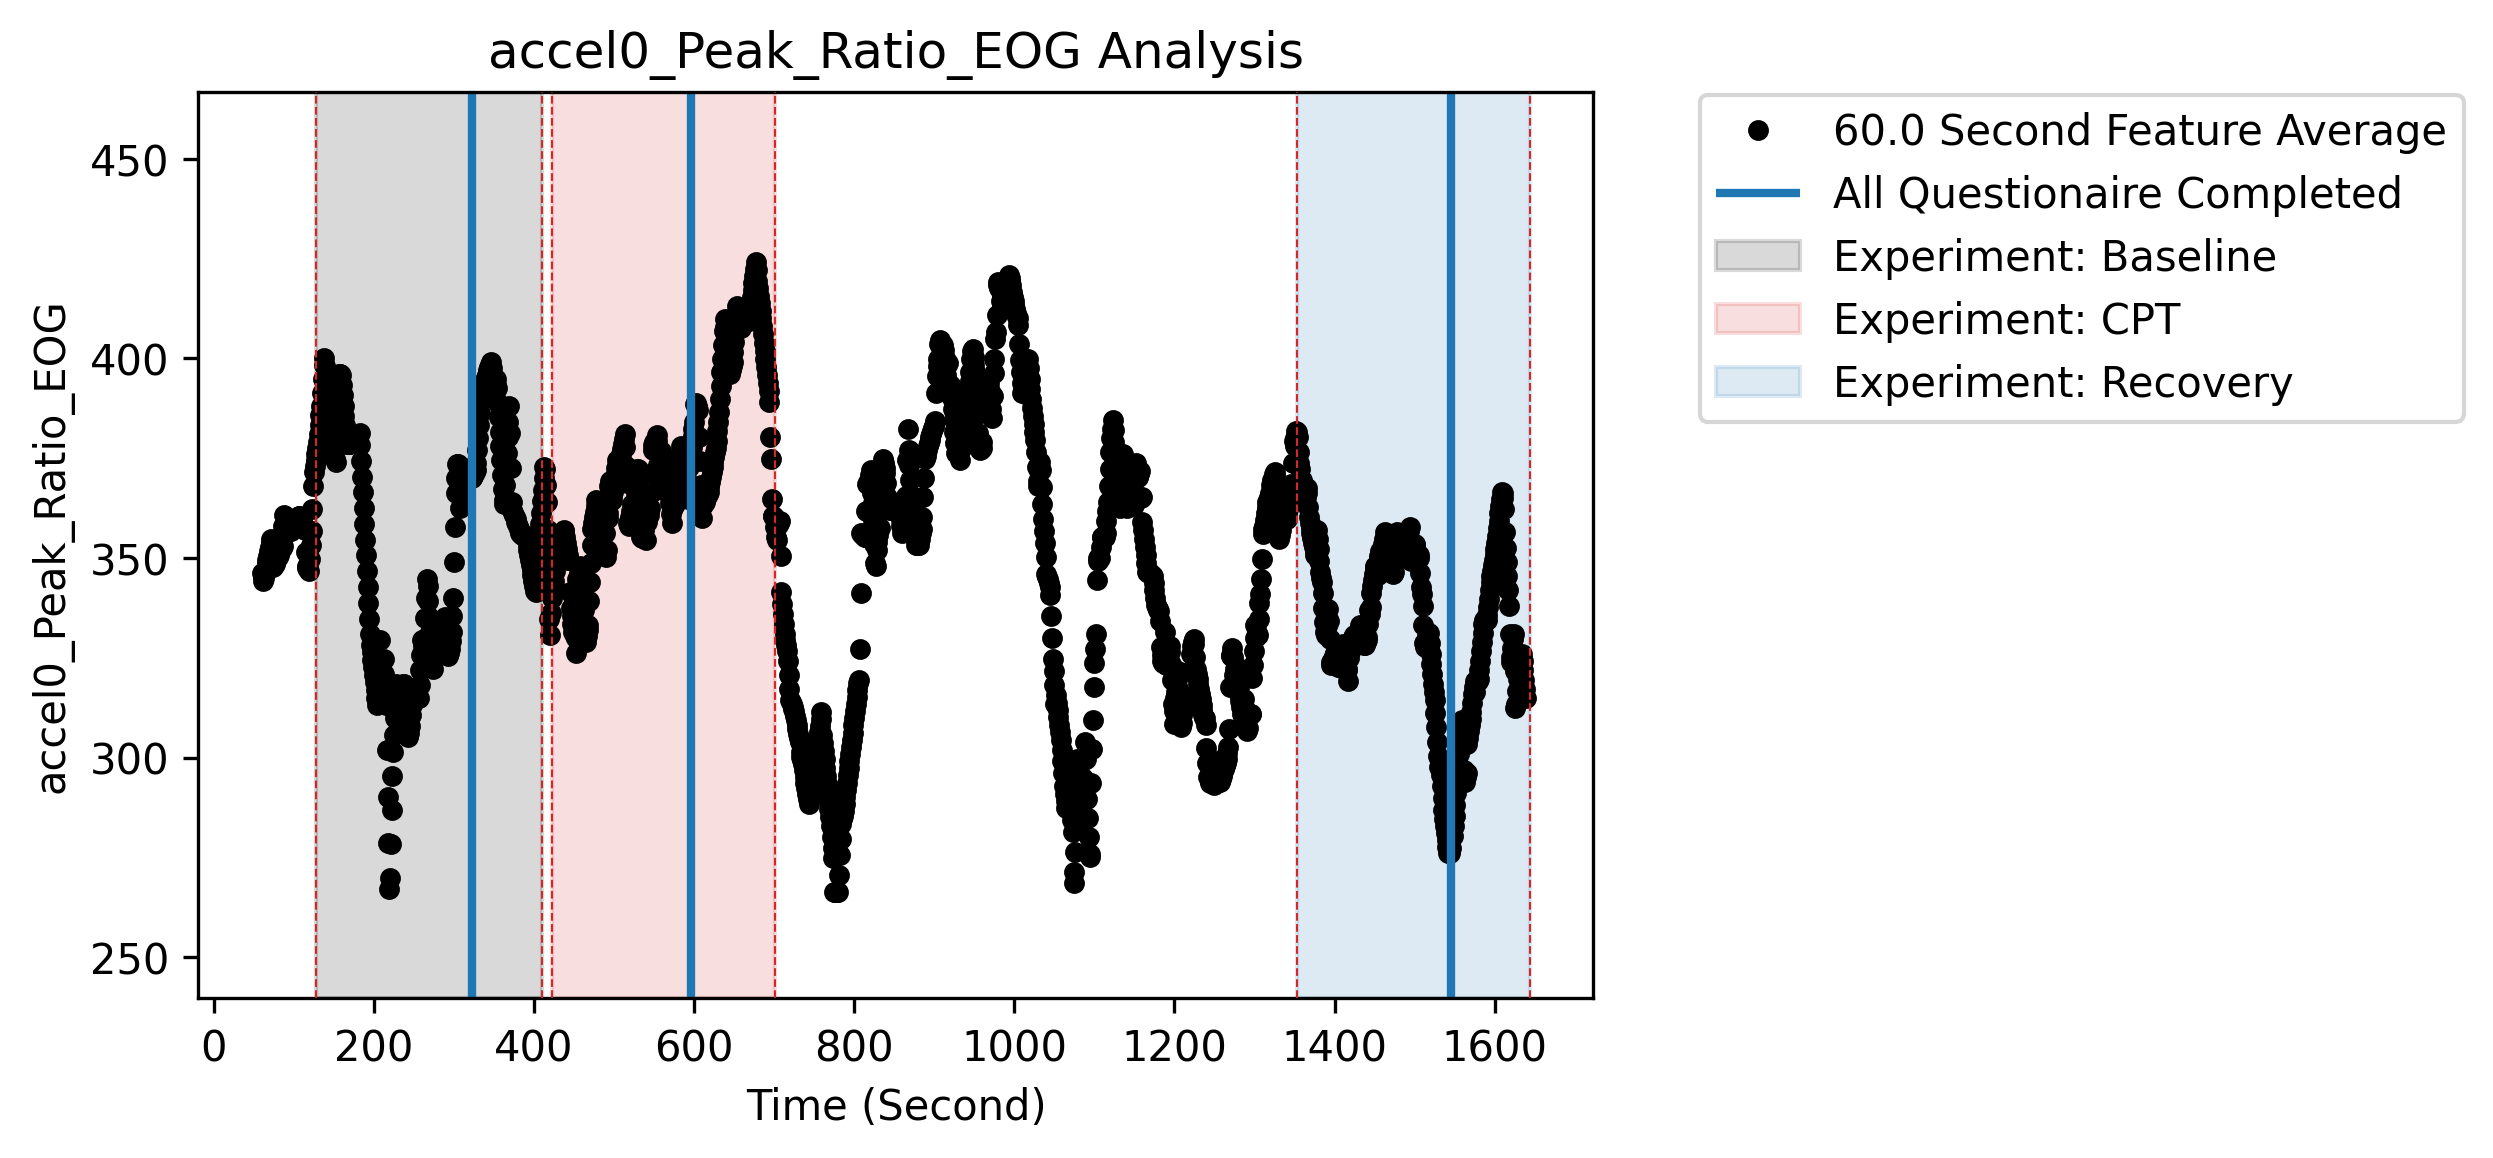 accel0_Peak_Ratio_EOG Analysis
accel0_Peak_Ratio_EOG
450
400
350
300
250
0 200 400 600 800 1000 1200 1400 1600
Time (Second)
60.0 Second Feature Average
All Questionaire Completed
Experiment: Baseline
Experiment: CPT
Experiment: Recovery